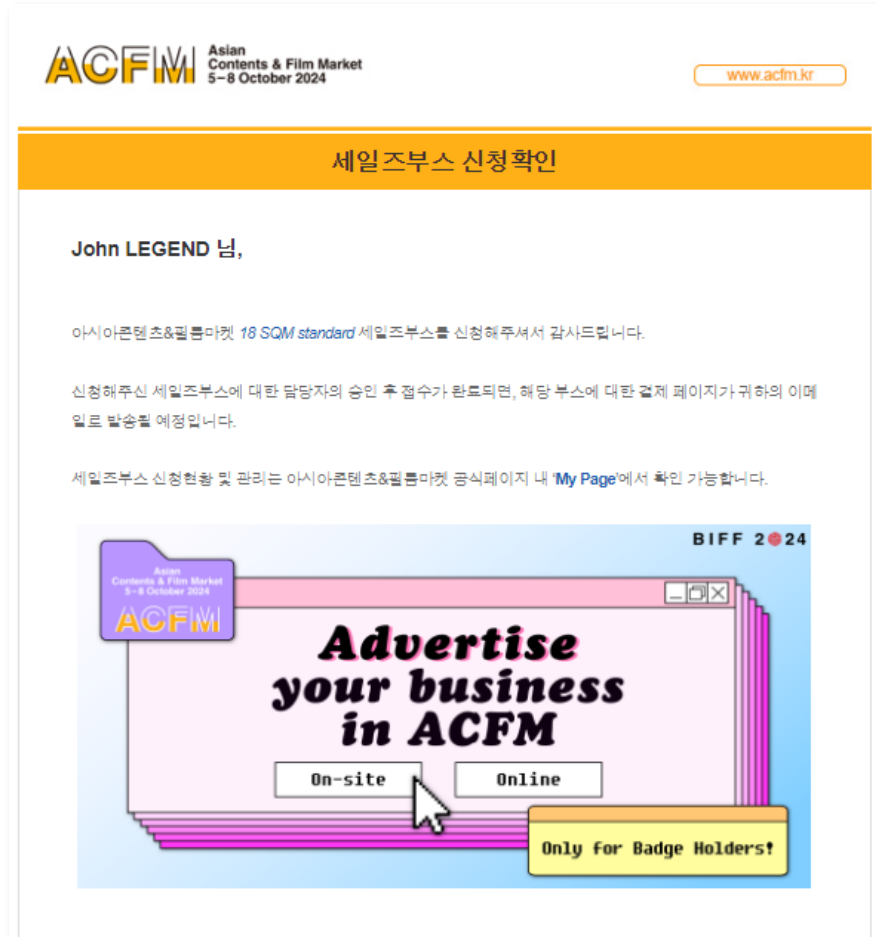 ACFM
Asian
Contents & Film Market
5–8 October 2024
www.acfm.kr
세일즈부스 신청확인
John LEGEND 님,
아시아콘텐츠&필름마켓 18 SQM standard 세일즈부스를 신청해주셔서 감사드립니다.
신청해주신 세일즈부스에 대한 담당자의 승인 후 접수가 완료되면, 해당 부스에 대한 결제 페이지가 귀하의 이메
일로 발송될 예정입니다.
세일즈부스 신청현황 및 관리는 아시아콘텐츠&필름마켓 공식페이지 내 ‘My Page’에서 확인 가능합니다.
BIFF 2024
Asian
Contents & Film Market
5–8 October 2024
ACFM
Advertise
your business
in ACFM
On-site
Online
Only for Badge Holders!